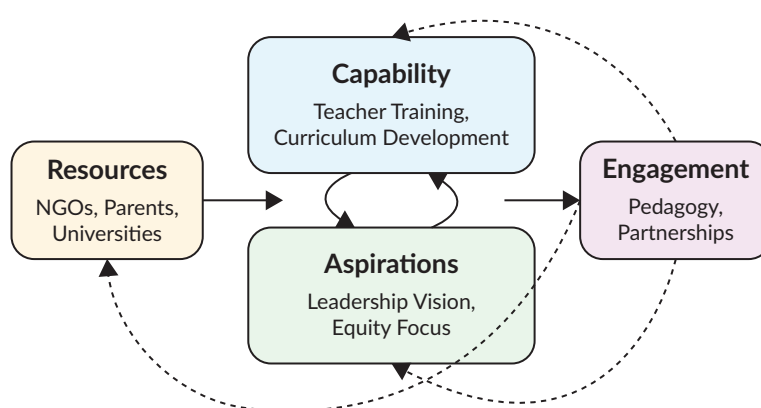 Resources
NGOs, Parents,
Universities
Capability
Teacher Training,
Curriculum Development
Aspirations
Leadership Vision,
Equity Focus
Engagement
Pedagogy,
Partnerships